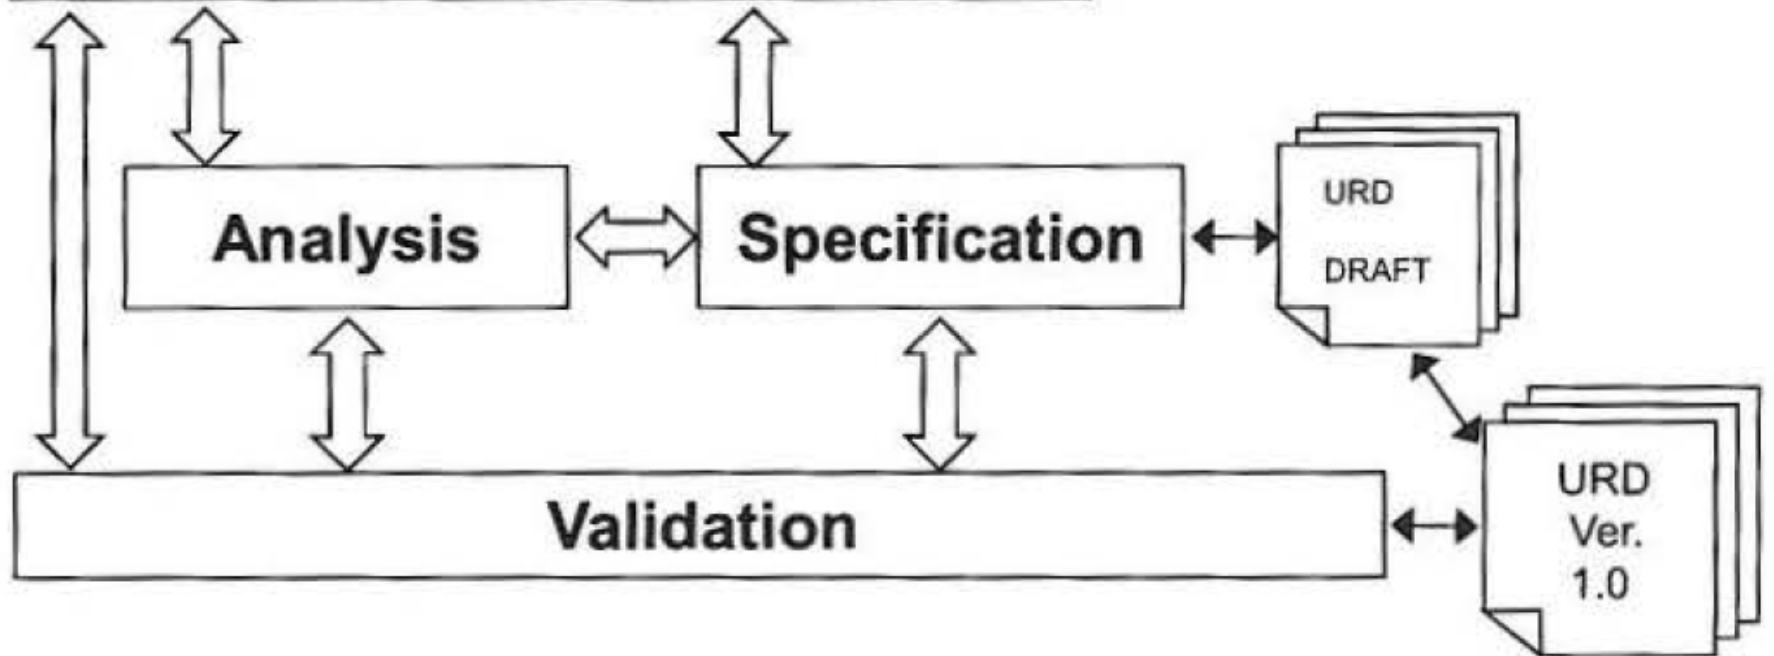 Analysis
Specification
URD
DRAFT
Validation
URD
Ver.
1.0